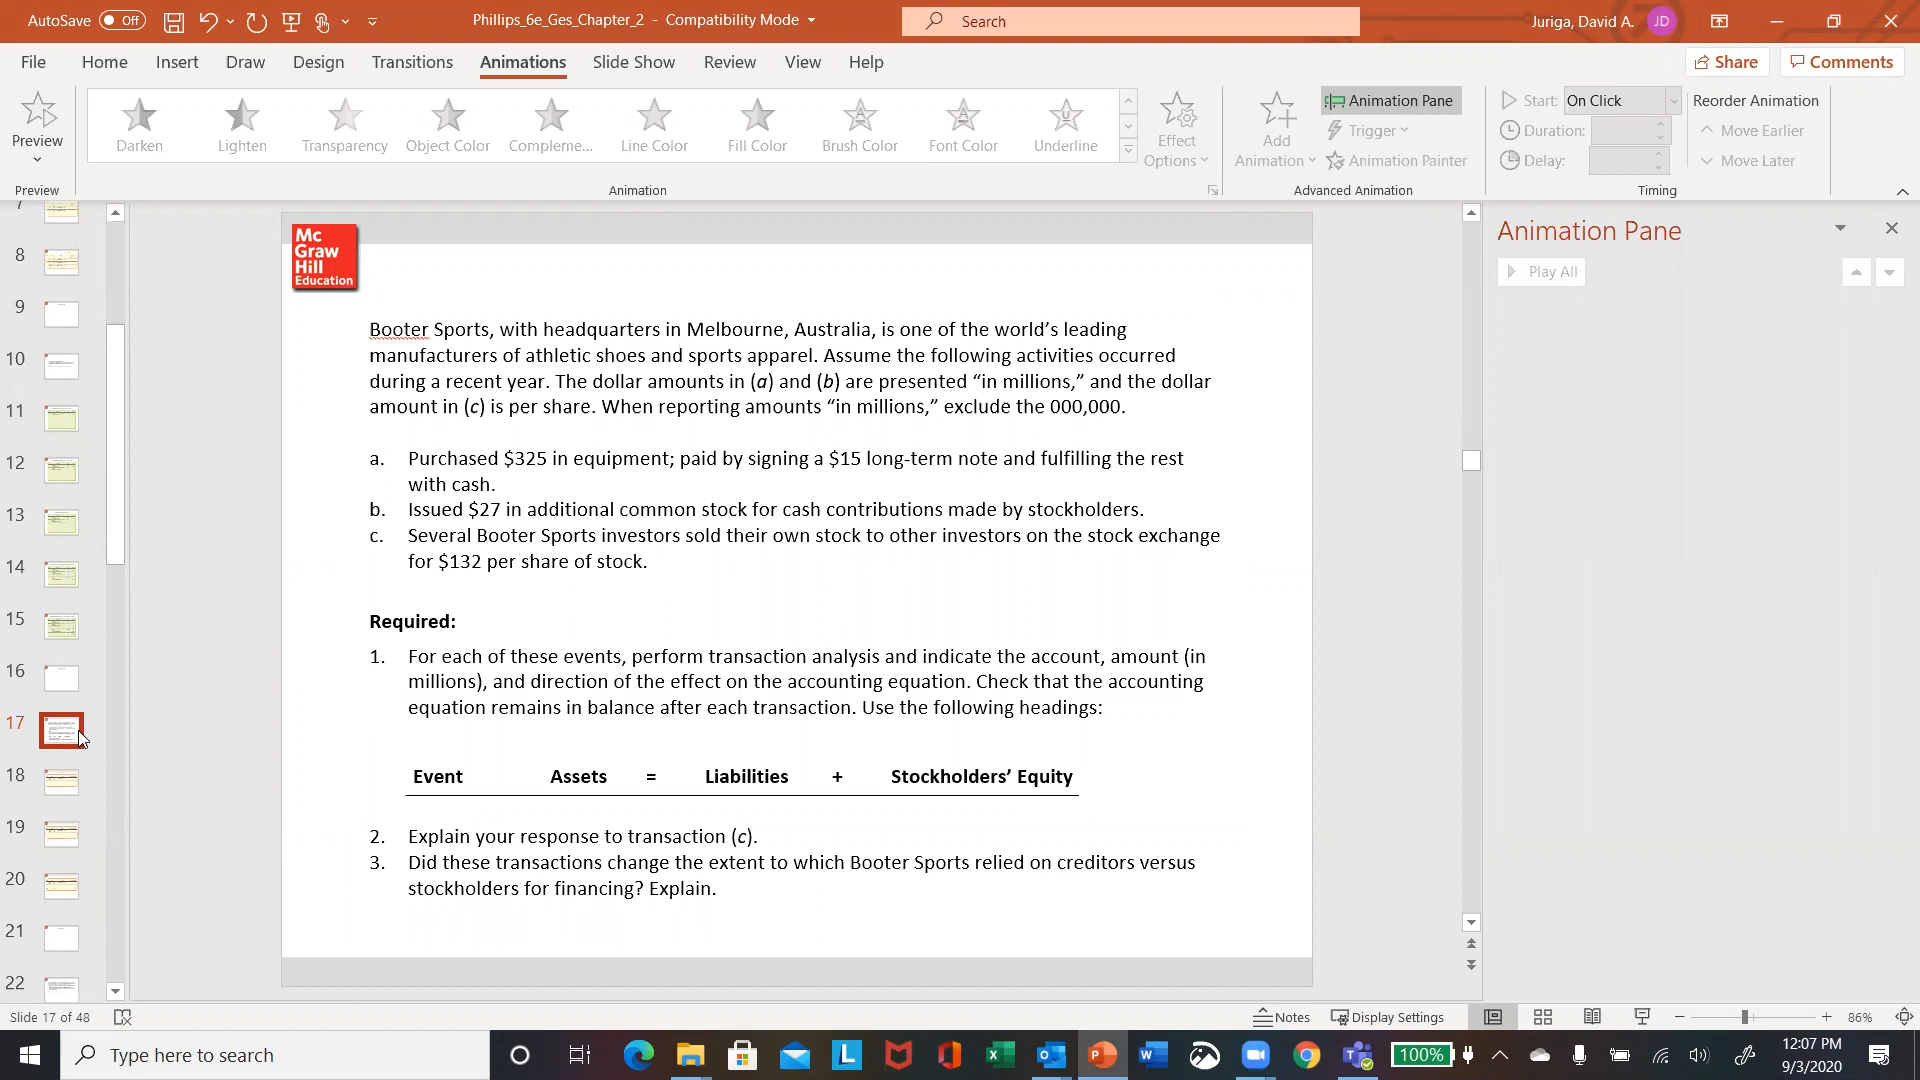 AutoSave Off
Phillips_6e_Ges_Chapter_2 - Compatibility Mode
Search
Juriga, David A. JD
File Home Insert Draw Design Transitions Animations Slide Show Review View Help
Share Comments
Preview
Darken Lighten Transparency Object Color Compleme... Line Color Fill Color Brush Color Font Color Underline
Effect Options
Add Animation
Animation Pane
Trigger
Animation Painter
Start: On Click
Duration:
Delay:
Reorder Animation
Move Earlier
Move Later
Preview Animation Advanced Animation Timing
7
8
9
10
11
12
13
14
15
16
17
18
19
20
21
22
Mc
Graw
Hill
Education
Booter Sports, with headquarters in Melbourne, Australia, is one of the world’s leading
manufacturers of athletic shoes and sports apparel. Assume the following activities occurred
during a recent year. The dollar amounts in (a) and (b) are presented “in millions,” and the dollar
amount in (c) is per share. When reporting amounts “in millions,” exclude the 000,000.
a. Purchased $325 in equipment; paid by signing a $15 long-term note and fulfilling the rest
with cash.
b. Issued $27 in additional common stock for cash contributions made by stockholders.
c. Several Booter Sports investors sold their own stock to other investors on the stock exchange
for $132 per share of stock.
Required:
1. For each of these events, perform transaction analysis and indicate the account, amount (in
millions), and direction of the effect on the accounting equation. Check that the accounting
equation remains in balance after each transaction. Use the following headings:
Event Assets = Liabilities + Stockholders’ Equity
2. Explain your response to transaction (c).
3. Did these transactions change the extent to which Booter Sports relied on creditors versus
stockholders for financing? Explain.
Animation Pane
Play All
Slide 17 of 48
Notes Display Settings
86%
Type here to search
100%
12:07 PM
9/3/2020